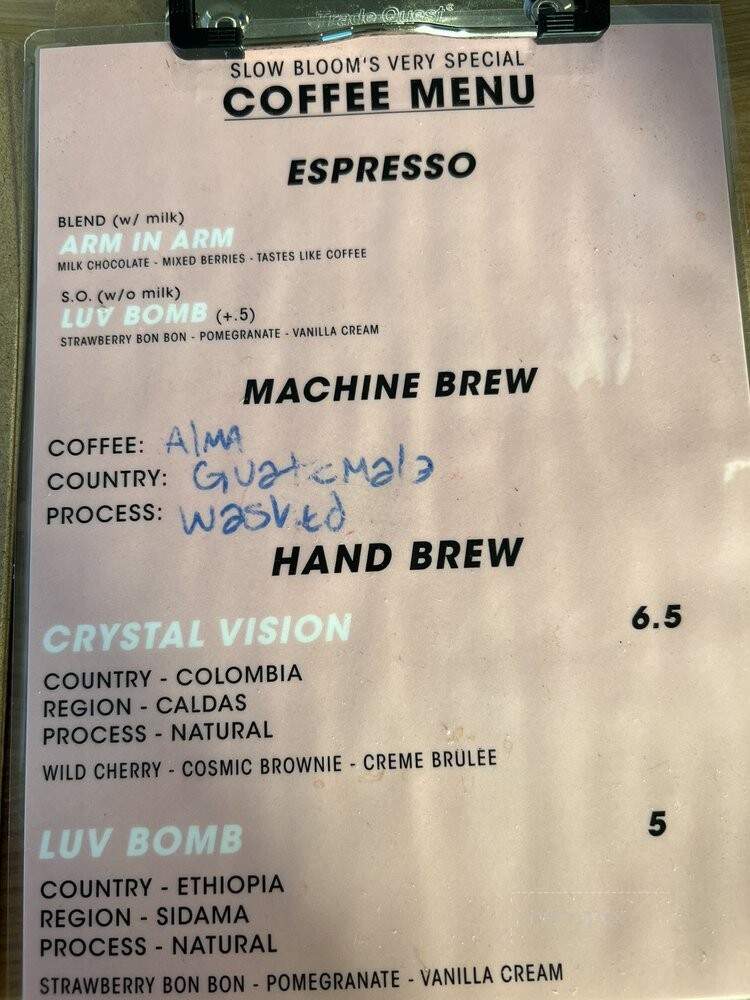 Trade Quest
SLOW BLOOM'S VERY SPECIAL
COFFEE MENU
ESPRESSO
BLEND (w/ milk)
ARM IN ARM
MILK CHOCOLATE - MIXED BERRIES - TASTES LIKE COFFEE
S.O. (w/o milk)
LUV BOMB (+.5)
STRAWBERRY BON BON - POMEGRANATE - VANILLA CREAM
MACHINE BREW
COFFEE: AlMA
COUNTRY: GuateMala
PROCESS: washed
HAND BREW
CRYSTAL VISION 6.5
COUNTRY - COLOMBIA
REGION - CALDAS
PROCESS - NATURAL
WILD CHERRY - COSMIC BROWNIE - CREME BRULEE
LUV BOMB 5
COUNTRY - ETHIOPIA
REGION - SIDAMA
PROCESS - NATURAL
STRAWBERRY BON BON - POMEGRANATE - VANILLA CREAM